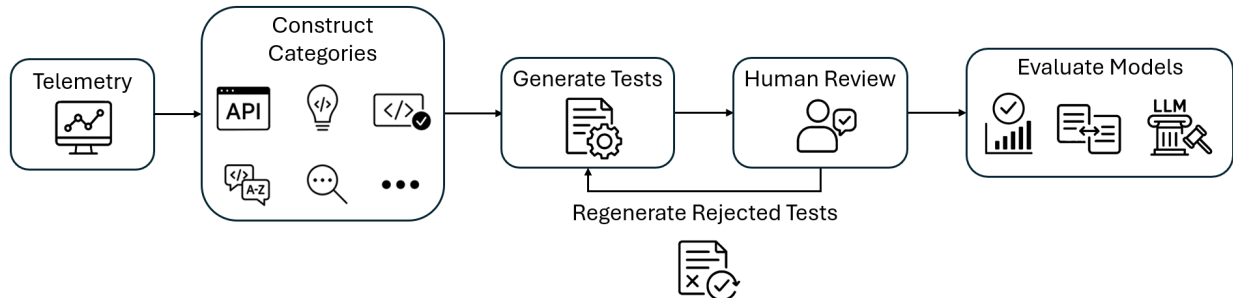 Telemetry
Construct
Categories
API
</>
</>
</>
A-Z
Generate Tests
Human Review
Regenerate Rejected Tests
Evaluate Models
LLM